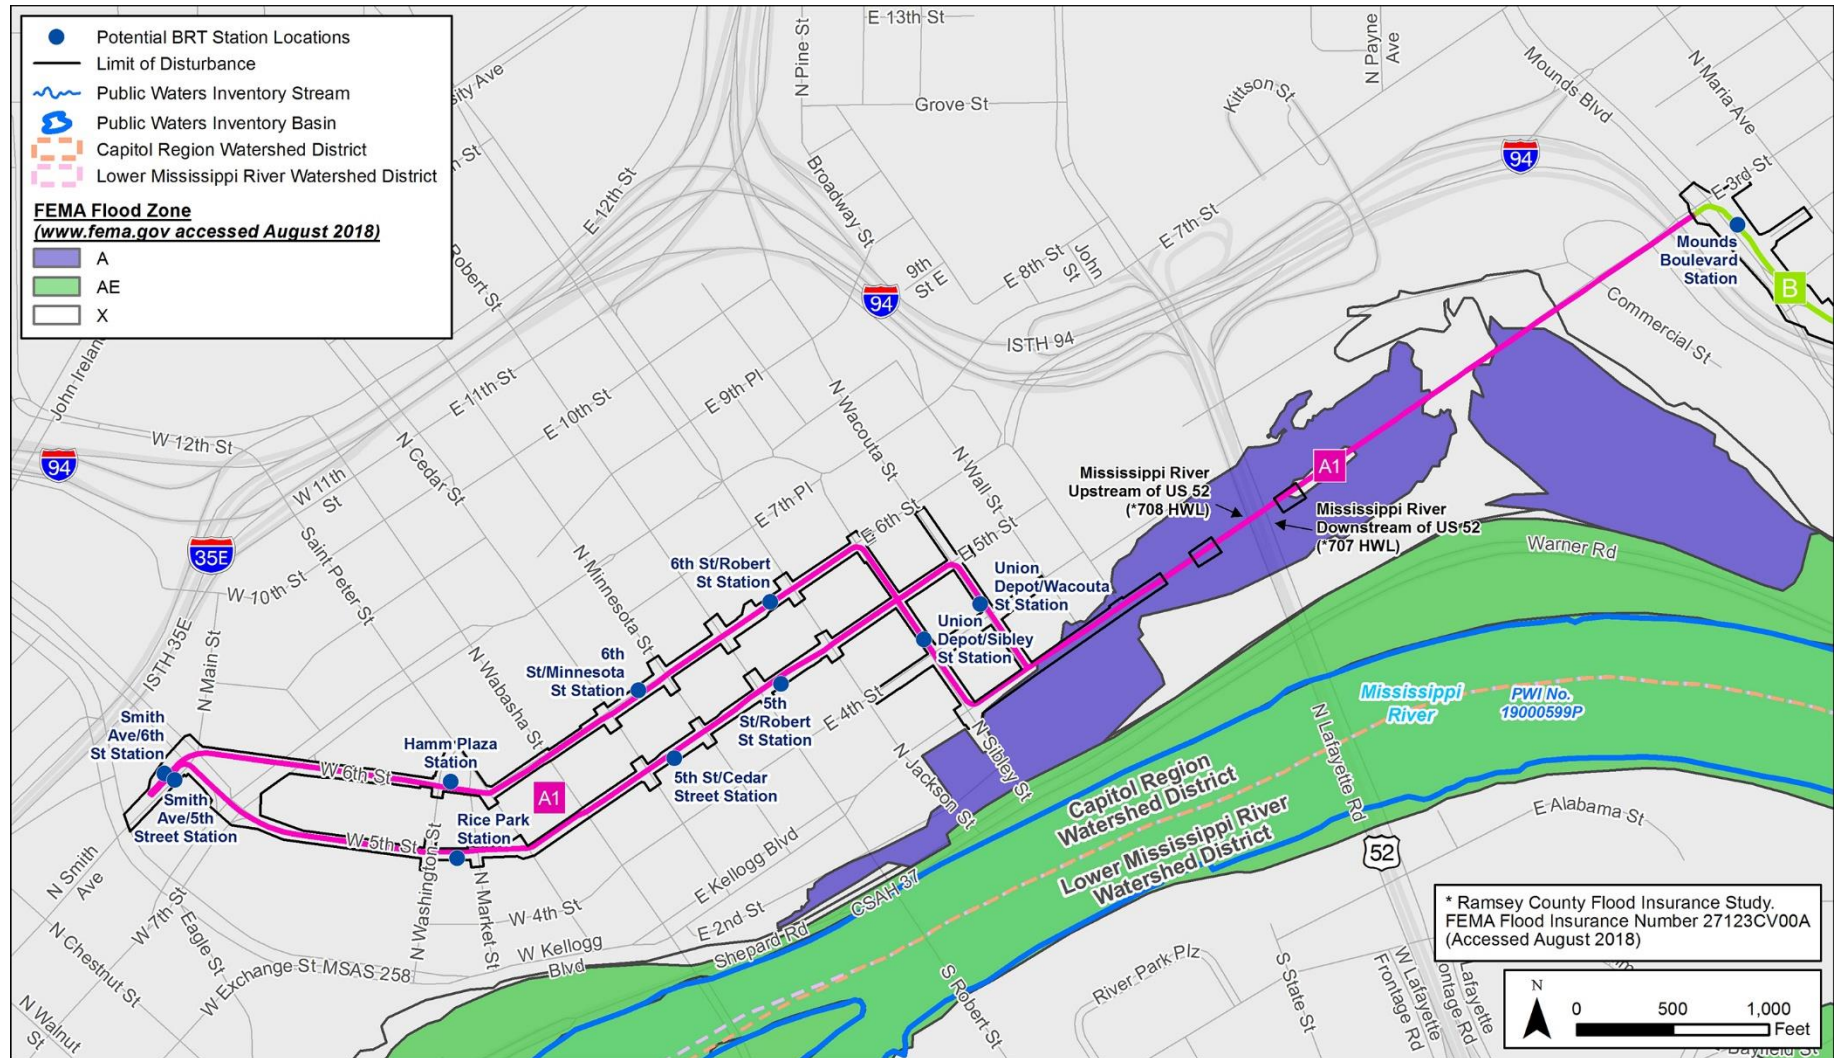 Potential BRT Station Locations
Limit of Disturbance
Public Waters Inventory Stream
Public Waters Inventory Basin
Capitol Region Watershed District
Lower Mississippi River Watershed District
FEMA Flood Zone
(www.fema.gov accessed August 2018)
A
AE
X
E 13th St
N Pine St
N Payne
Ave
Mounds Blvd
N Maria Ave
Kittson St
Grove St
94
E 3rd St
E 12th St
Broadway St
E 7th St
John
St
E 8th St
9th
St E
94
ISTH 94
Mounds
Boulevard
Station
B
Commercial St
Robert St
John Ireland
E 11th St
E 10th St
E 9th Pl
N Wacouta St
N Wall St
W 12th St
94
N Cedar St
W 11th
St
E 7th Pl
E 6th St
E 5th St
Mississippi River
Upstream of US 52
(*708 HWL)
A1
Mississippi River
Downstream of US 52
(*707 HWL)
Warner Rd
35E
Saint Peter St
W 10th St
N Minnesota St
6th St/Robert
St Station
Union
Depot/Wacouta
St Station
Union
Depot/Sibley
St Station
ISTH 35E
N Main St
N Wabasha St
6th
St/Minnesota
St Station
5th
St/Robert
St Station
E 4th St
Mississippi
River
PWI No.
19000599P
N Lafayette Rd
Smith
Ave/6th
St Station
Hamm Plaza
Station
W 6th St
A1
5th St/Cedar
Street Station
N Jackson St
N Sibley St
Capitol Region
Watershed District
Lower Mississippi River
Watershed District
E Alabama St
52
Smith
Ave/5th
Street Station
W 5th St
Rice Park
Station
E Kellogg Blvd
CSAH 37
N Smith
Ave
W 7th St
Eagle St
N Washington St
N Market St
W 4th St
E 2nd St
Shepard Rd
W Kellogg
Blvd
N Chestnut St
W Exchange St MSAS 258
N Walnut
St
S Robert St
River Park Plz
S State St
W Lafayette
Frontage Rd
Lafayette
* Ramsey County Flood Insurance Study.
FEMA Flood Insurance Number 27123CV00A
(Accessed August 2018)
N
0 500 1,000
Feet